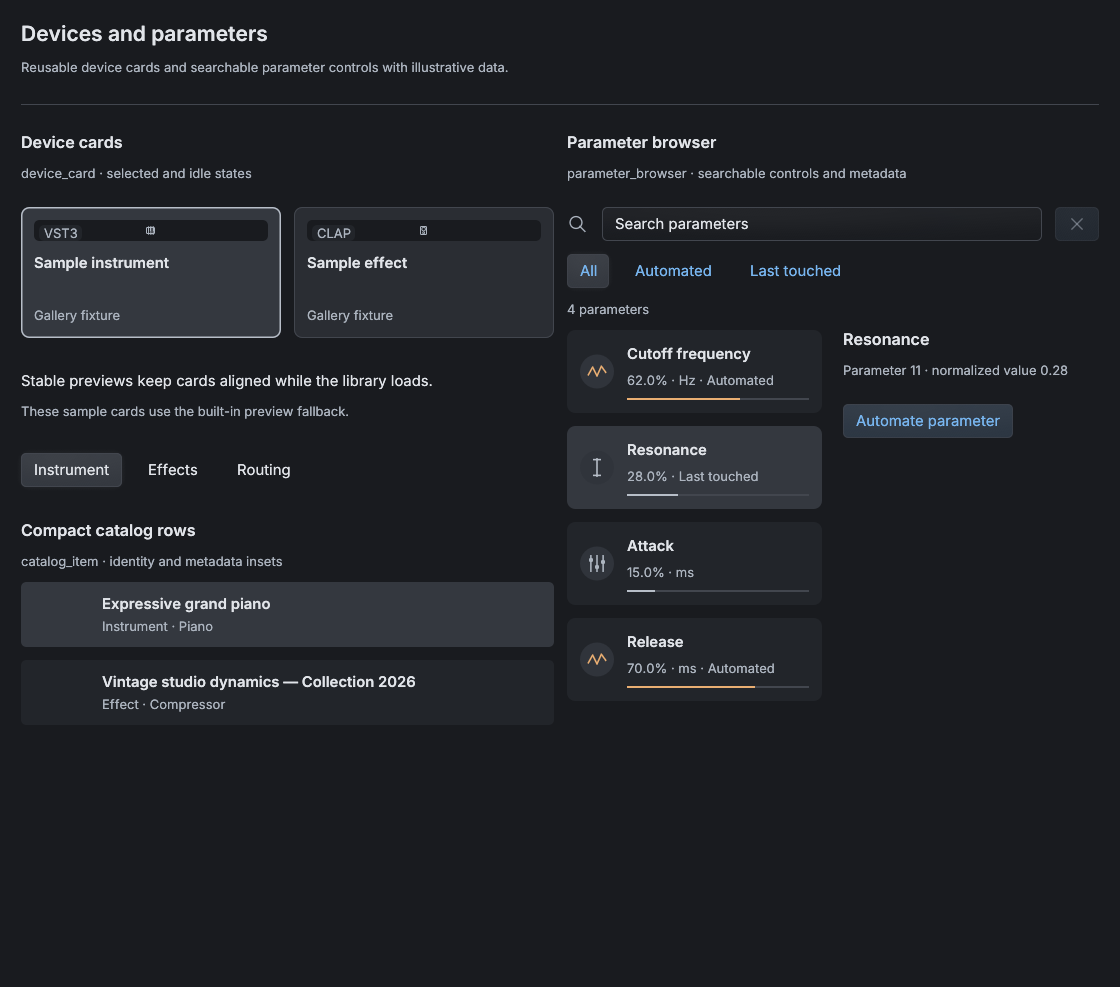 Devices and parameters
Reusable device cards and searchable parameter controls with illustrative data.
Device cards
device_card · selected and idle states
VST3
Sample instrument
Gallery fixture
CLAP
Sample effect
Gallery fixture
Stable previews keep cards aligned while the library loads.
These sample cards use the built-in preview fallback.
Instrument
Effects
Routing
Compact catalog rows
catalog_item · identity and metadata insets
Expressive grand piano
Instrument · Piano
Vintage studio dynamics — Collection 2026
Effect · Compressor
Parameter browser
parameter_browser · searchable controls and metadata
Search parameters
All
Automated
Last touched
4 parameters
Cutoff frequency
62.0% · Hz · Automated
Resonance
28.0% · Last touched
Attack
15.0% · ms
Release
70.0% · ms · Automated
Resonance
Parameter 11 · normalized value 0.28
Automate parameter